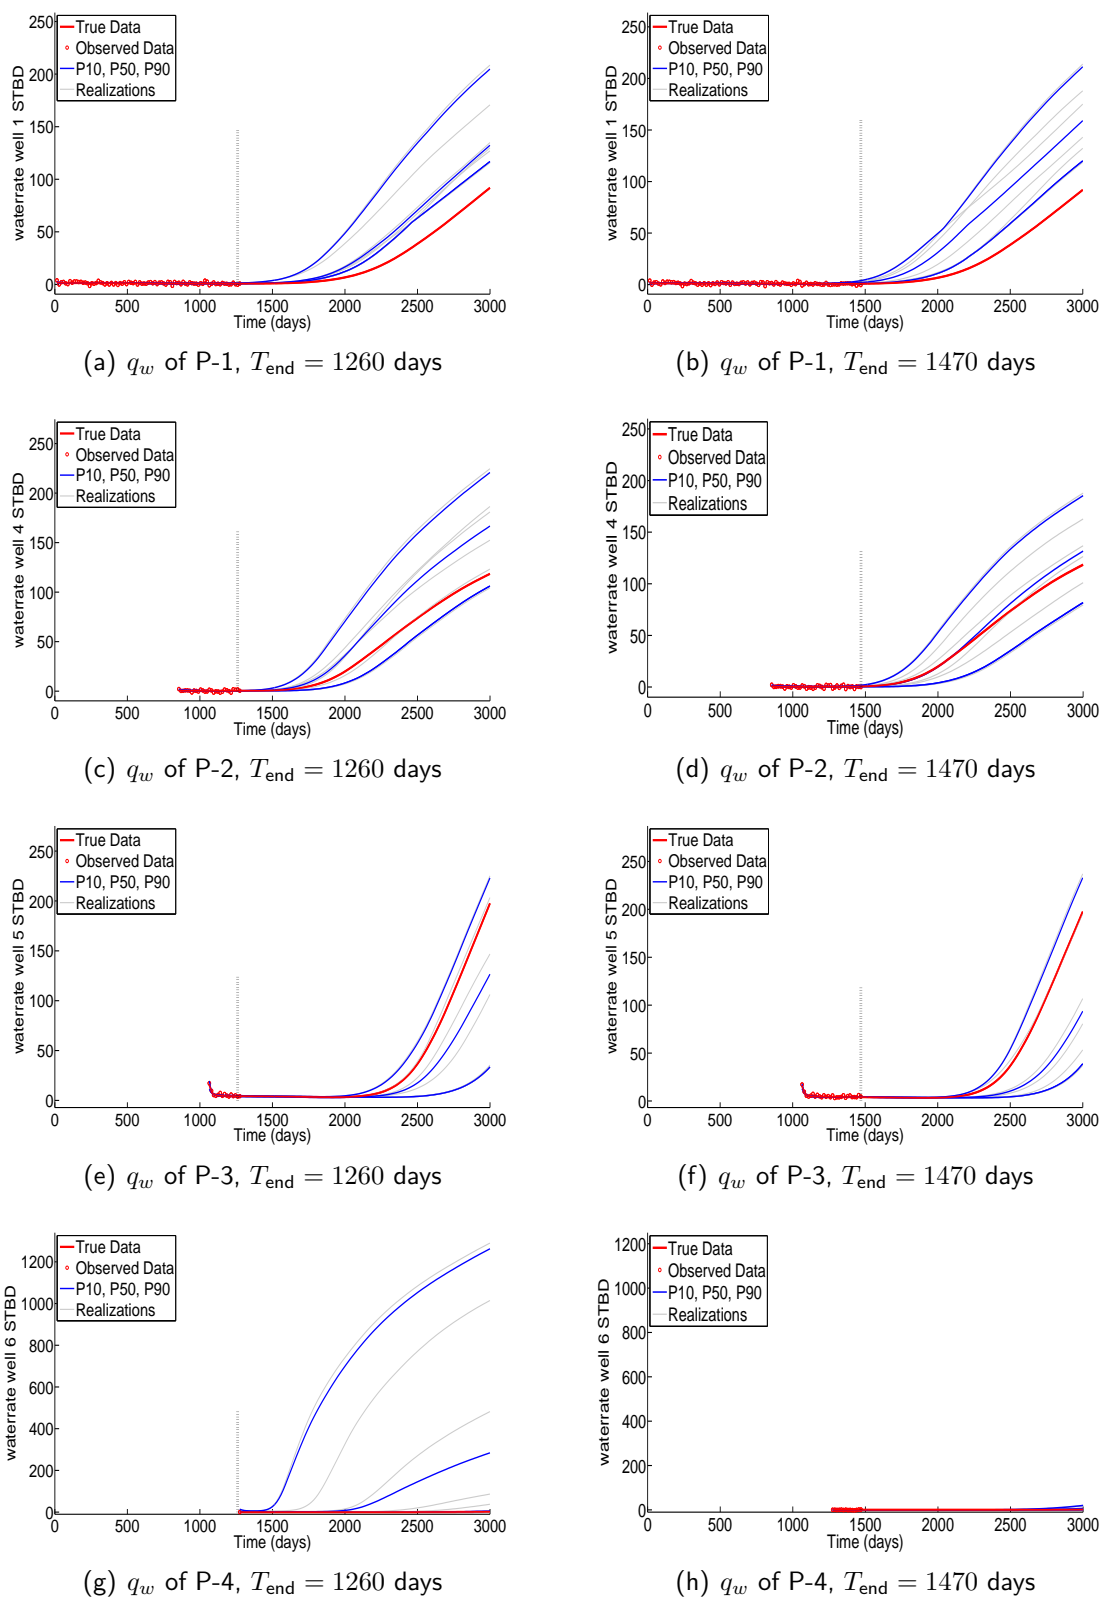 waterrate well 1 STBD
250
200
150
100
50
0
True Data
Observed Data
P10, P50, P90
Realizations
0 500 1000 1500 2000 2500 3000
Time (days)
(a) q_w of P-1, T_end = 1260 days
waterrate well 1 STBD
250
200
150
100
50
0
True Data
Observed Data
P10, P50, P90
Realizations
0 500 1000 1500 2000 2500 3000
Time (days)
(b) q_w of P-1, T_end = 1470 days
waterrate well 4 STBD
250
200
150
100
50
0
True Data
Observed Data
P10, P50, P90
Realizations
0 500 1000 1500 2000 2500 3000
Time (days)
(c) q_w of P-2, T_end = 1260 days
waterrate well 4 STBD
250
200
150
100
50
0
True Data
Observed Data
P10, P50, P90
Realizations
0 500 1000 1500 2000 2500 3000
Time (days)
(d) q_w of P-2, T_end = 1470 days
waterrate well 5 STBD
250
200
150
100
50
0
True Data
Observed Data
P10, P50, P90
Realizations
0 500 1000 1500 2000 2500 3000
Time (days)
(e) q_w of P-3, T_end = 1260 days
waterrate well 5 STBD
250
200
150
100
50
0
True Data
Observed Data
P10, P50, P90
Realizations
0 500 1000 1500 2000 2500 3000
Time (days)
(f) q_w of P-3, T_end = 1470 days
waterrate well 6 STBD
1200
1000
800
600
400
200
0
True Data
Observed Data
P10, P50, P90
Realizations
0 500 1000 1500 2000 2500 3000
Time (days)
(g) q_w of P-4, T_end = 1260 days
waterrate well 6 STBD
1200
1000
800
600
400
200
0
True Data
Observed Data
P10, P50, P90
Realizations
0 500 1000 1500 2000 2500 3000
Time (days)
(h) q_w of P-4, T_end = 1470 days